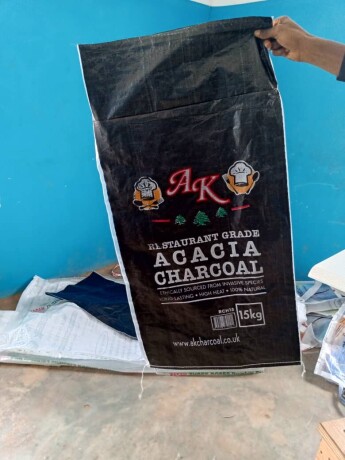 AK
RESTAURANT GRADE
ACACIA
CHARCOAL
ETHICALLY SOURCED FROM INVASIVE SPECIES
LONG LASTING • HIGH HEAT • 100% NATURAL
15kg
www.akcharcoal.co.uk